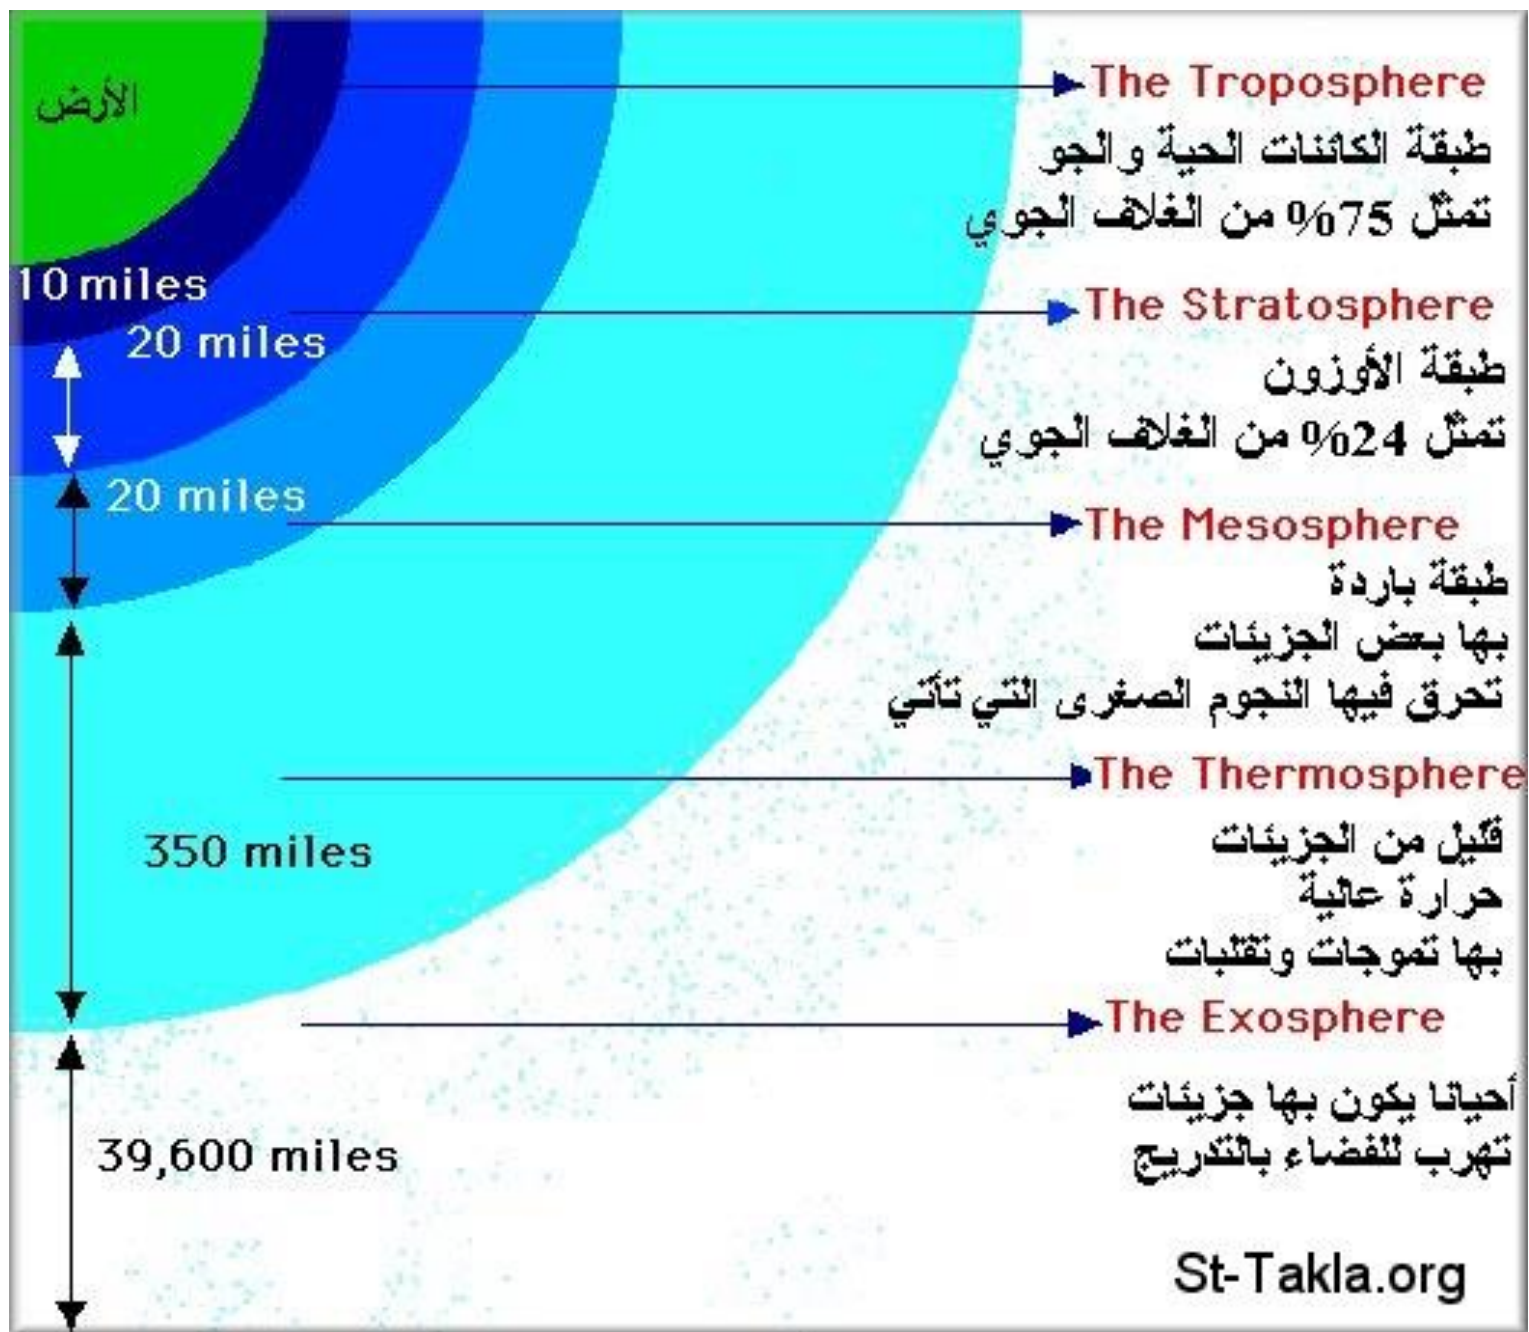 الأرض
The Troposphere
طبقة الكائنات الحية والجو
تمثل 75% من الغلاف الجوي
10 miles
The Stratosphere
20 miles
طبقة الأوزون
تمثل 24% من الغلاف الجوي
20 miles
The Mesosphere
طبقة باردة
بها بعض الجزيئات
تحرق فيها النجوم الصغرى التي تأتي
The Thermosphere
350 miles
قليل من الجزيئات
حرارة عالية
بها تموجات وتقلبات
The Exosphere
أحيانا يكون بها جزيئات
39,600 miles
تهرب للفضاء بالتدريج
St-Takla.org